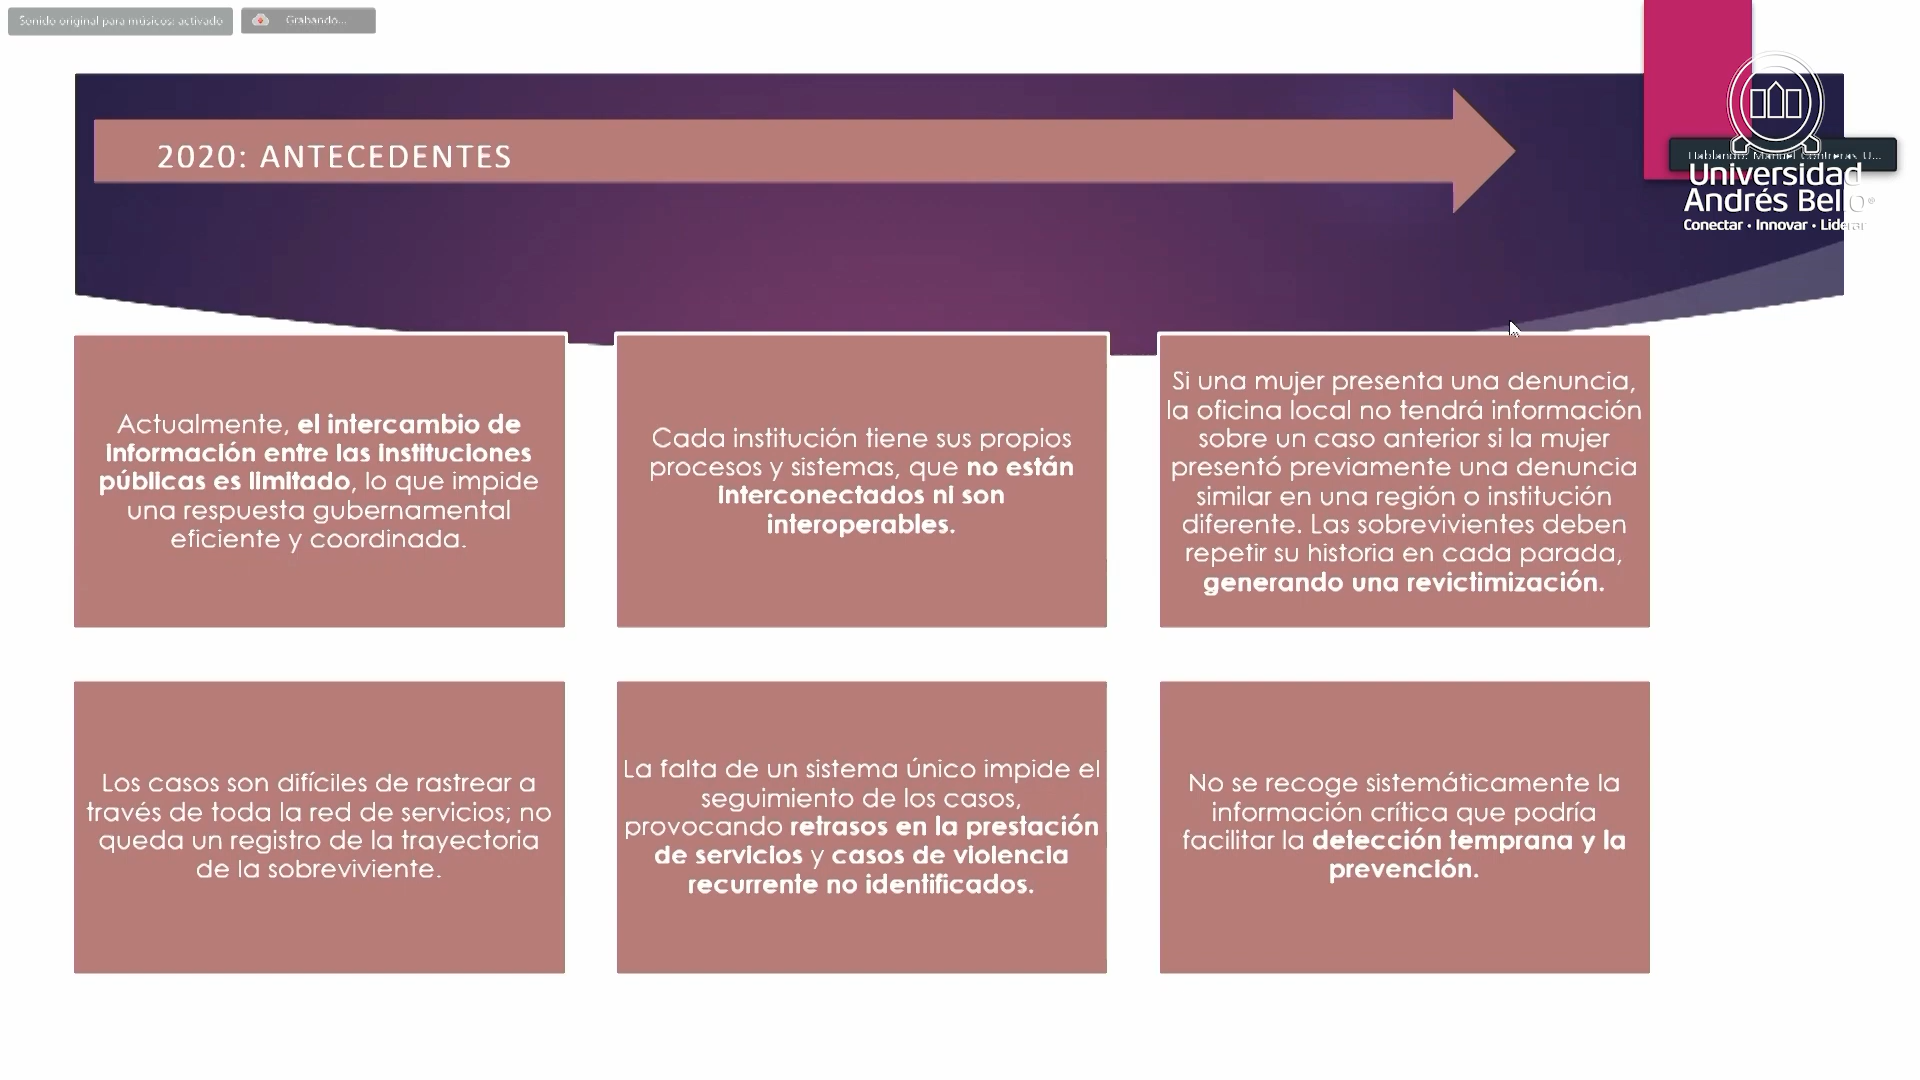 Sonido original para músicos: activado
Grabando...
2020: ANTECEDENTES
Hablando: Manuel Contreras U...
Universidad
Andrés Bello®
Conectar • Innovar • Liderar
Actualmente, el intercambio de
información entre las instituciones
públicas es limitado, lo que impide
una respuesta gubernamental
eficiente y coordinada.
Cada institución tiene sus propios
procesos y sistemas, que no están
interconectados ni son
interoperables.
Si una mujer presenta una denuncia,
la oficina local no tendrá información
sobre un caso anterior si la mujer
presentó previamente una denuncia
similar en una región o institución
diferente. Las sobrevivientes deben
repetir su historia en cada parada,
generando una revictimización.
Los casos son difíciles de rastrear a
través de toda la red de servicios; no
queda un registro de la trayectoria
de la sobreviviente.
La falta de un sistema único impide el
seguimiento de los casos,
provocando retrasos en la prestación
de servicios y casos de violencia
recurrente no identificados.
No se recoge sistemáticamente la
información crítica que podría
facilitar la detección temprana y la
prevención.